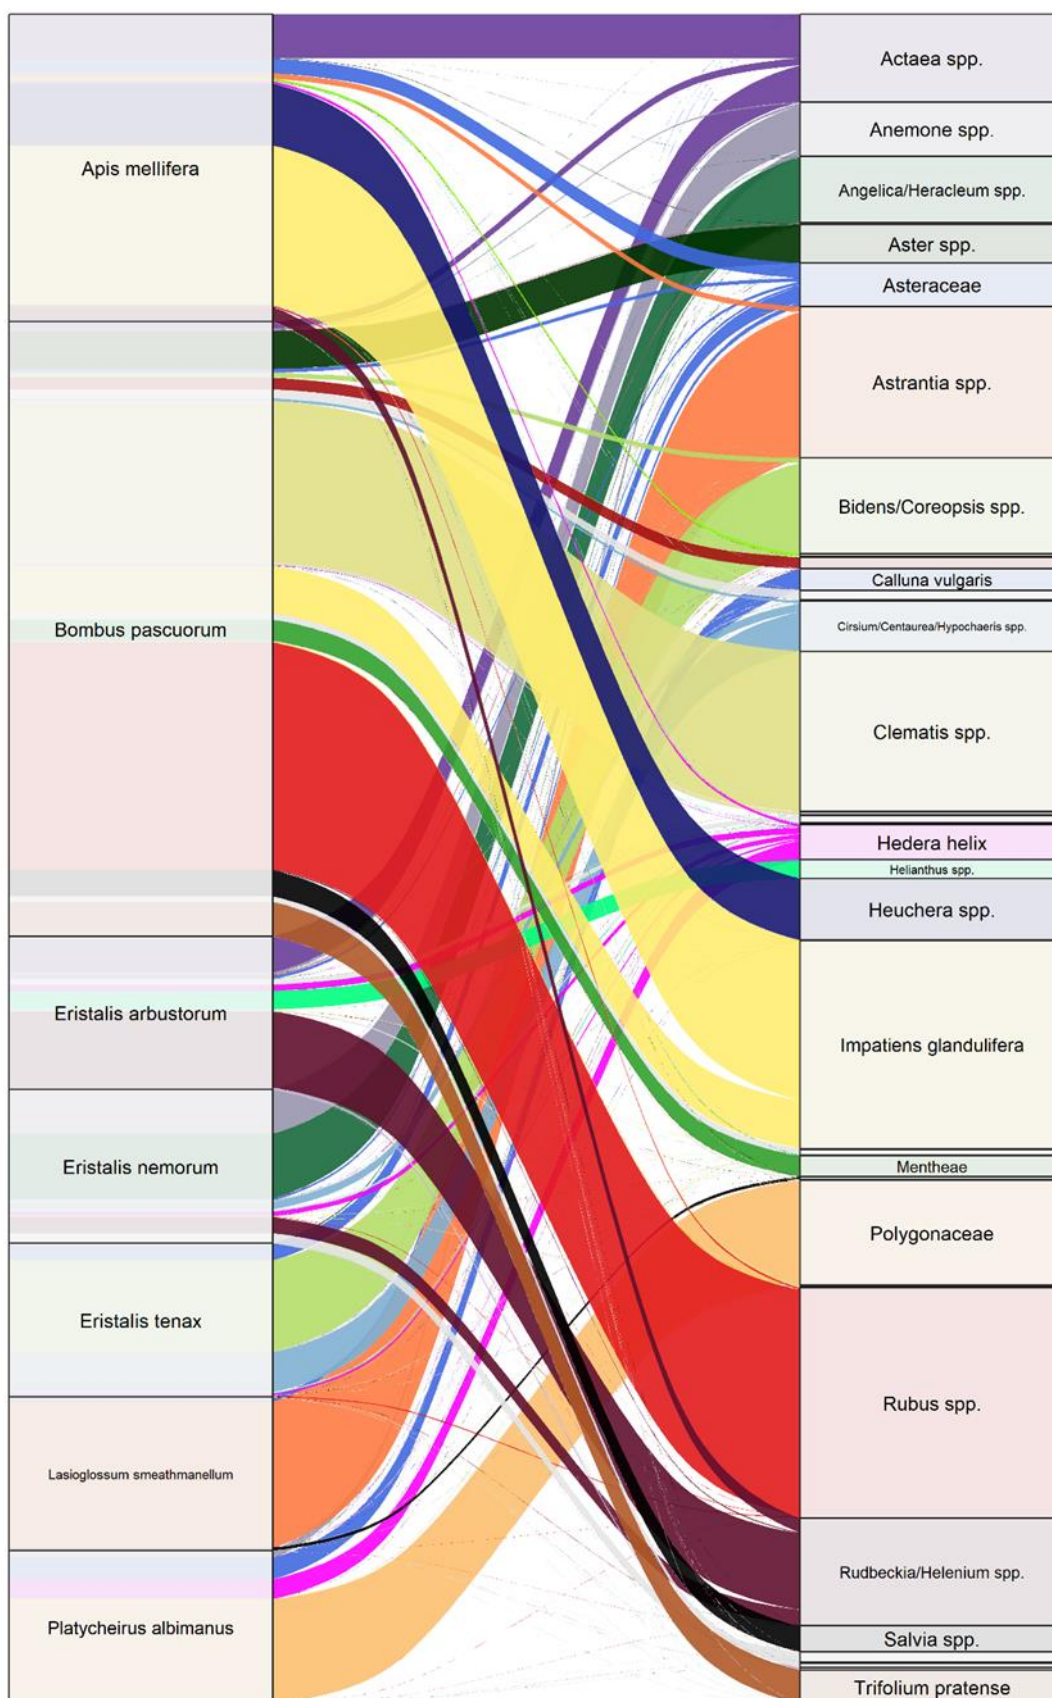 Apis mellifera
Bombus pascuorum
Eristalis arbustorum
Eristalis nemorum
Eristalis tenax
Lasioglossum smeathmanellum
Platycheirus albimanus
Actaea spp.
Anemone spp.
Angelica/Heracleum spp.
Aster spp.
Asteraceae
Astrantia spp.
Bidens/Coreopsis spp.
Calluna vulgaris
Cirsium/Centaurea/Hypochaeris spp.
Clematis spp.
Hedera helix
Helianthus spp.
Heuchera spp.
Impatiens glandulifera
Mentheae
Polygonaceae
Rubus spp.
Rudbeckia/Helenium spp.
Salvia spp.
Trifolium pratense